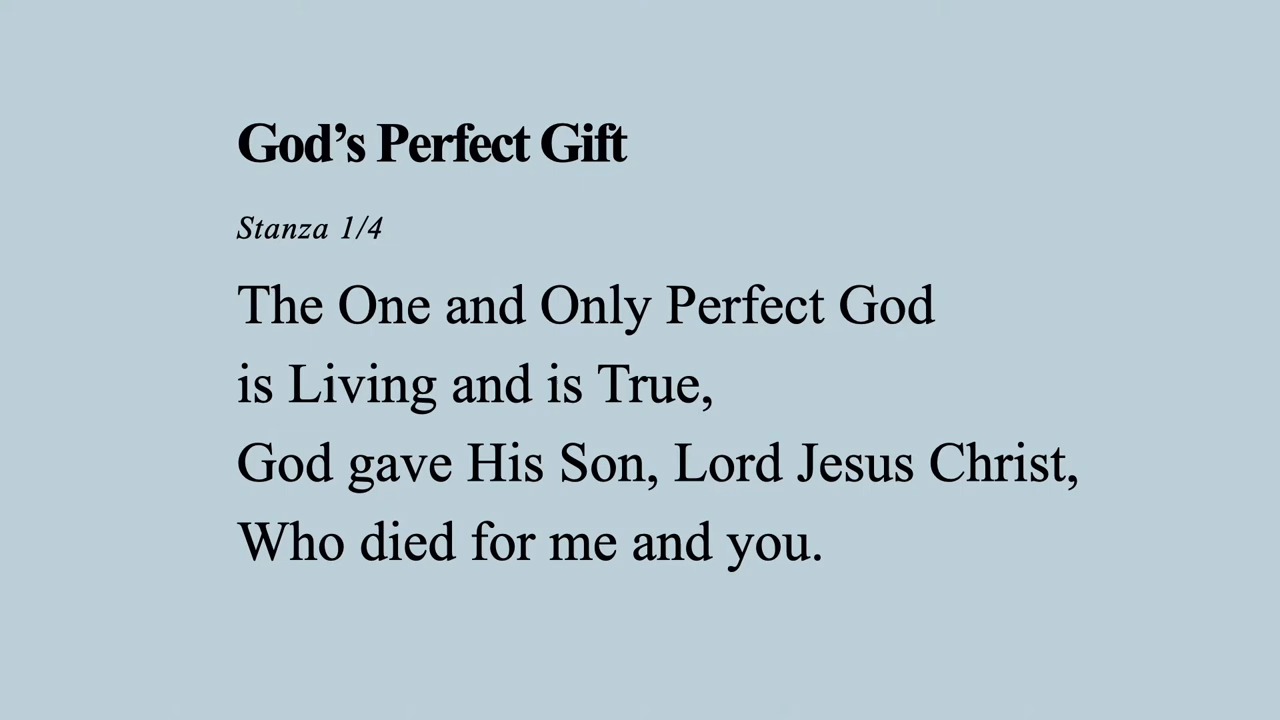 God’s Perfect Gift
Stanza 1/4
The One and Only Perfect God
is Living and is True,
God gave His Son, Lord Jesus Christ,
Who died for me and you.